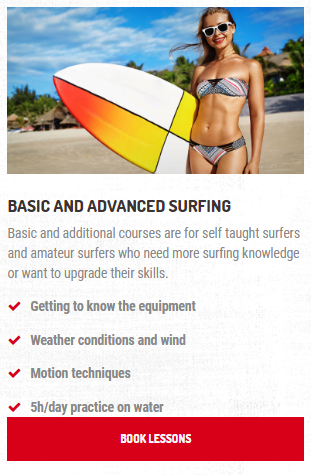 BASIC AND ADVANCED SURFING
Basic and additional courses are for self taught surfers
and amateur surfers who need more surfing knowledge
or want to upgrade their skills.
Getting to know the equipment
Weather conditions and wind
Motion techniques
5h/day practice on water
BOOK LESSONS